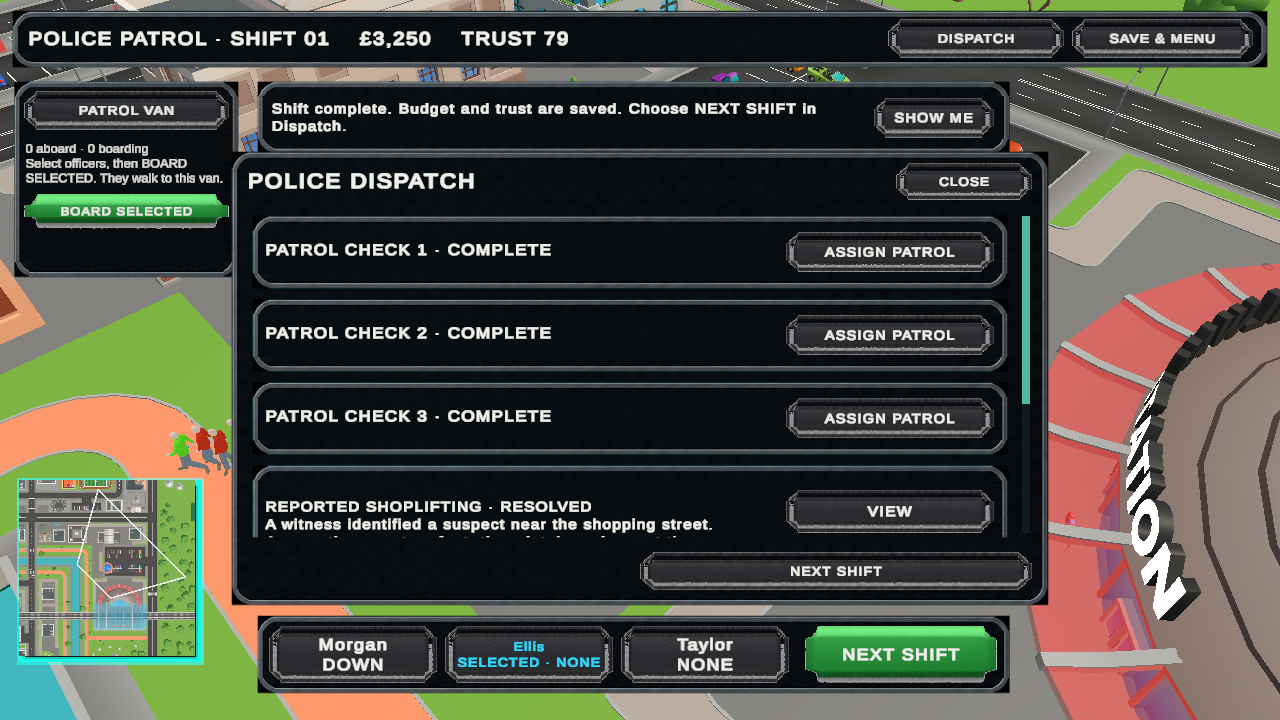 POLICE PATROL · SHIFT 01 £3,250 TRUST 79
DISPATCH
SAVE & MENU
PATROL VAN
0 aboard · 0 boarding
Select officers, then BOARD
SELECTED. They walk to this van.
BOARD SELECTED
Shift complete. Budget and trust are saved. Choose NEXT SHIFT in
Dispatch.
SHOW ME
POLICE DISPATCH
CLOSE
PATROL CHECK 1 · COMPLETE
ASSIGN PATROL
PATROL CHECK 2 · COMPLETE
ASSIGN PATROL
PATROL CHECK 3 · COMPLETE
ASSIGN PATROL
REPORTED SHOPLIFTING · RESOLVED
A witness identified a suspect near the shopping street.
VIEW
NEXT SHIFT
Morgan
DOWN
Ellis
SELECTED · NONE
Taylor
NONE
NEXT SHIFT